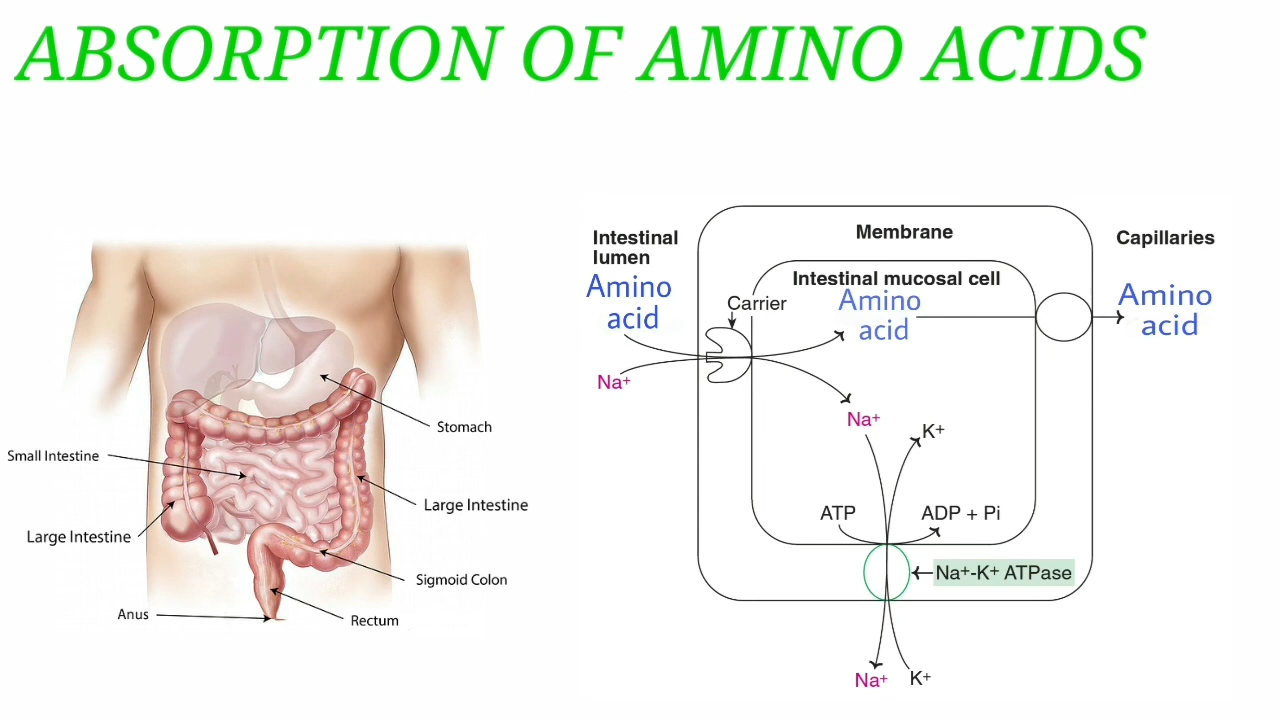 ABSORPTION OF AMINO ACIDS
Stomach
Small Intestine
Large Intestine
Large Intestine
Sigmoid Colon
Anus
Rectum
Intestinal
lumen
Membrane
Capillaries
Intestinal mucosal cell
Amino
acid
Carrier
Amino
acid
Amino
acid
Na⁺
Na⁺
K⁺
ATP
ADP + Pi
Na⁺-K⁺ ATPase
Na⁺
K⁺